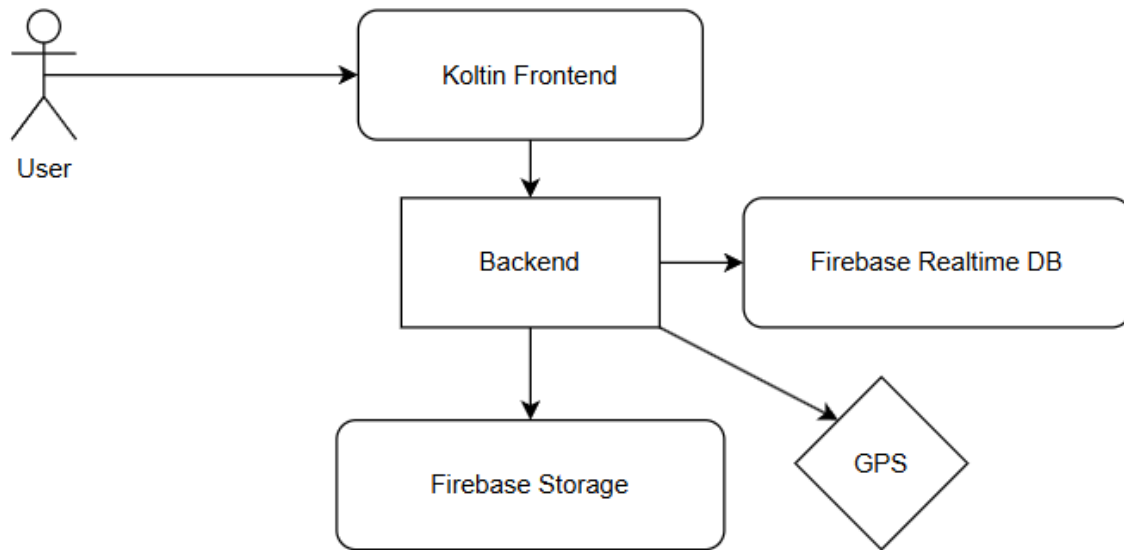 Koltin Frontend
User
Backend
Firebase Realtime DB
Firebase Storage
GPS